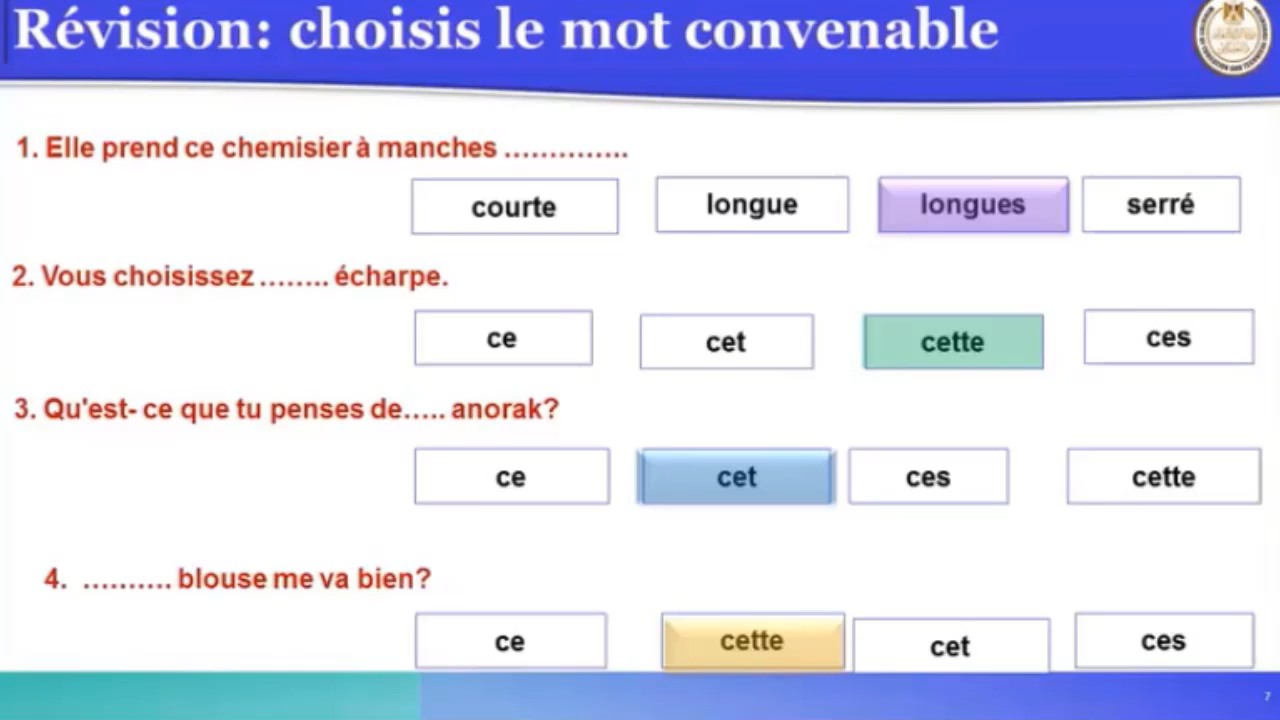 Révision: choisis le mot convenable
1. Elle prend ce chemisier à manches ..............
courte longue longues serré
2. Vous choisissez ........ écharpe.
ce cet cette ces
3. Qu'est- ce que tu penses de..... anorak?
ce cet ces cette
4. .......... blouse me va bien?
ce cette cet ces
7